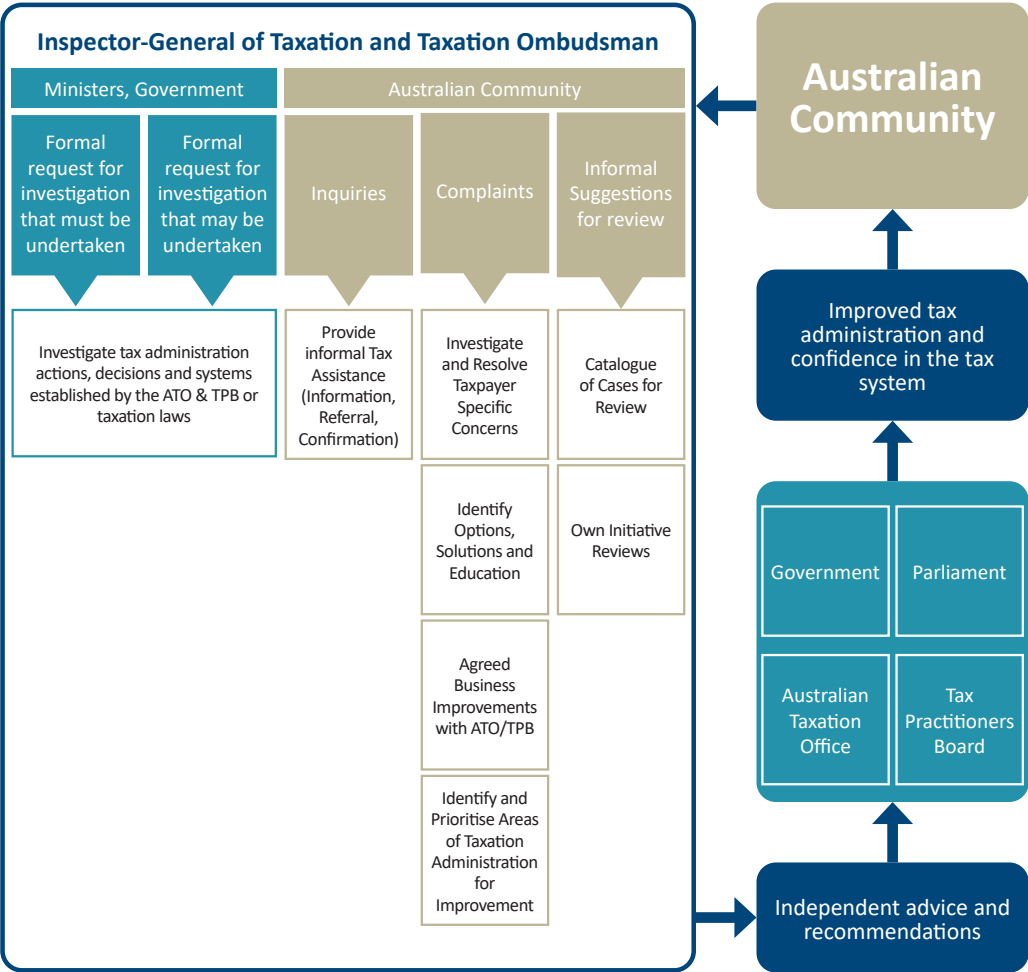 Inspector-General of Taxation and Taxation Ombudsman
Ministers, Government
Australian Community
Formal
request for
investigation
that must be
undertaken
Formal
request for
investigation
that may be
undertaken
Inquiries
Complaints
Informal
Suggestions
for review
Investigate tax administration
actions, decisions and systems
established by the ATO & TPB or
taxation laws
Provide
informal Tax
Assistance
(Information,
Referral,
Confirmation)
Investigate
and Resolve
Taxpayer
Specific
Concerns
Catalogue
of Cases for
Review
Identify
Options,
Solutions and
Education
Own Initiative
Reviews
Agreed
Business
Improvements
with ATO/TPB
Identify and
Prioritise Areas
of Taxation
Administration
for
Improvement
Australian
Community
Improved tax
administration and
confidence in the tax
system
Government
Parliament
Australian
Taxation
Office
Tax
Practitioners
Board
Independent advice and
recommendations